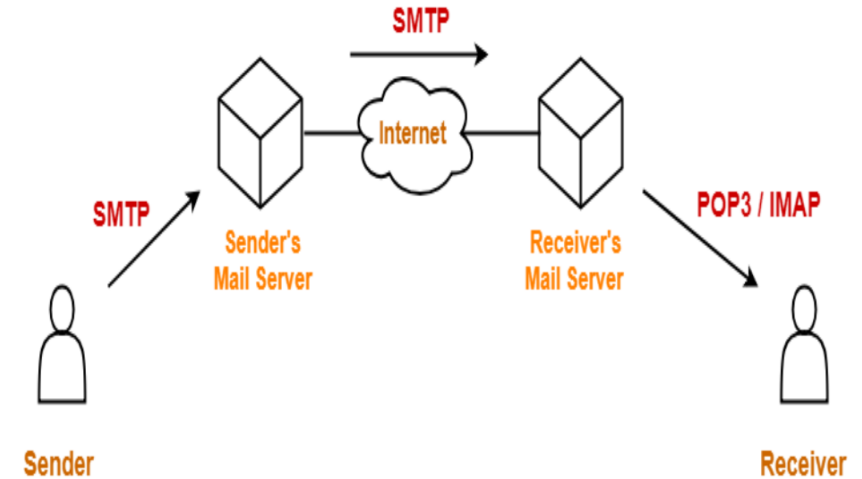 SMTP
Internet
SMTP
POP3 / IMAP
Sender's
Mail Server
Receiver's
Mail Server
Sender
Receiver